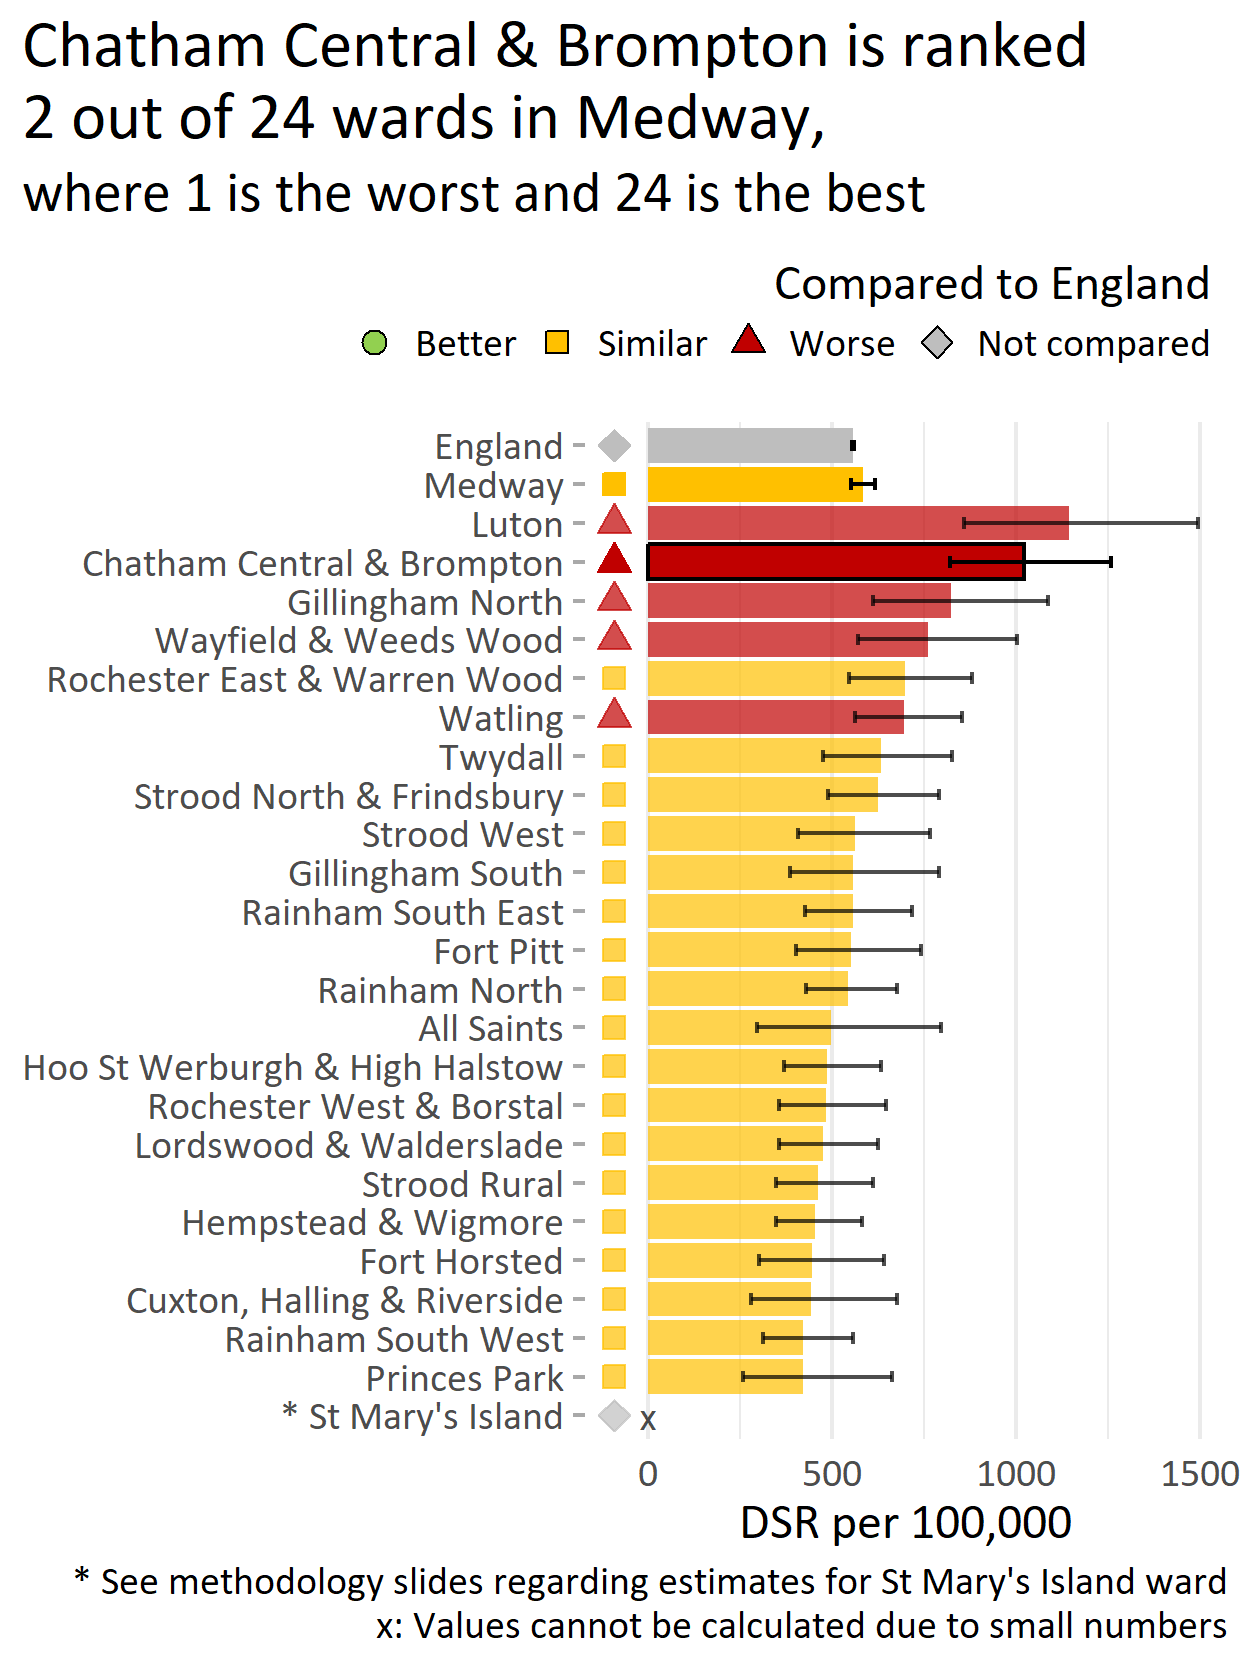 Chatham Central & Brompton is ranked
2 out of 24 wards in Medway,
where 1 is the worst and 24 is the best
Compared to England
Better Similar Worse Not compared
England
Medway
Luton
Chatham Central & Brompton
Gillingham North
Wayfield & Weeds Wood
Rochester East & Warren Wood
Watling
Twydall
Strood North & Frindsbury
Strood West
Gillingham South
Rainham South East
Fort Pitt
Rainham North
All Saints
Hoo St Werburgh & High Halstow
Rochester West & Borstal
Lordswood & Walderslade
Strood Rural
Hempstead & Wigmore
Fort Horsted
Cuxton, Halling & Riverside
Rainham South West
Princes Park
* St Mary's Island x
0 500 1000 1500
DSR per 100,000
* See methodology slides regarding estimates for St Mary's Island ward
x: Values cannot be calculated due to small numbers